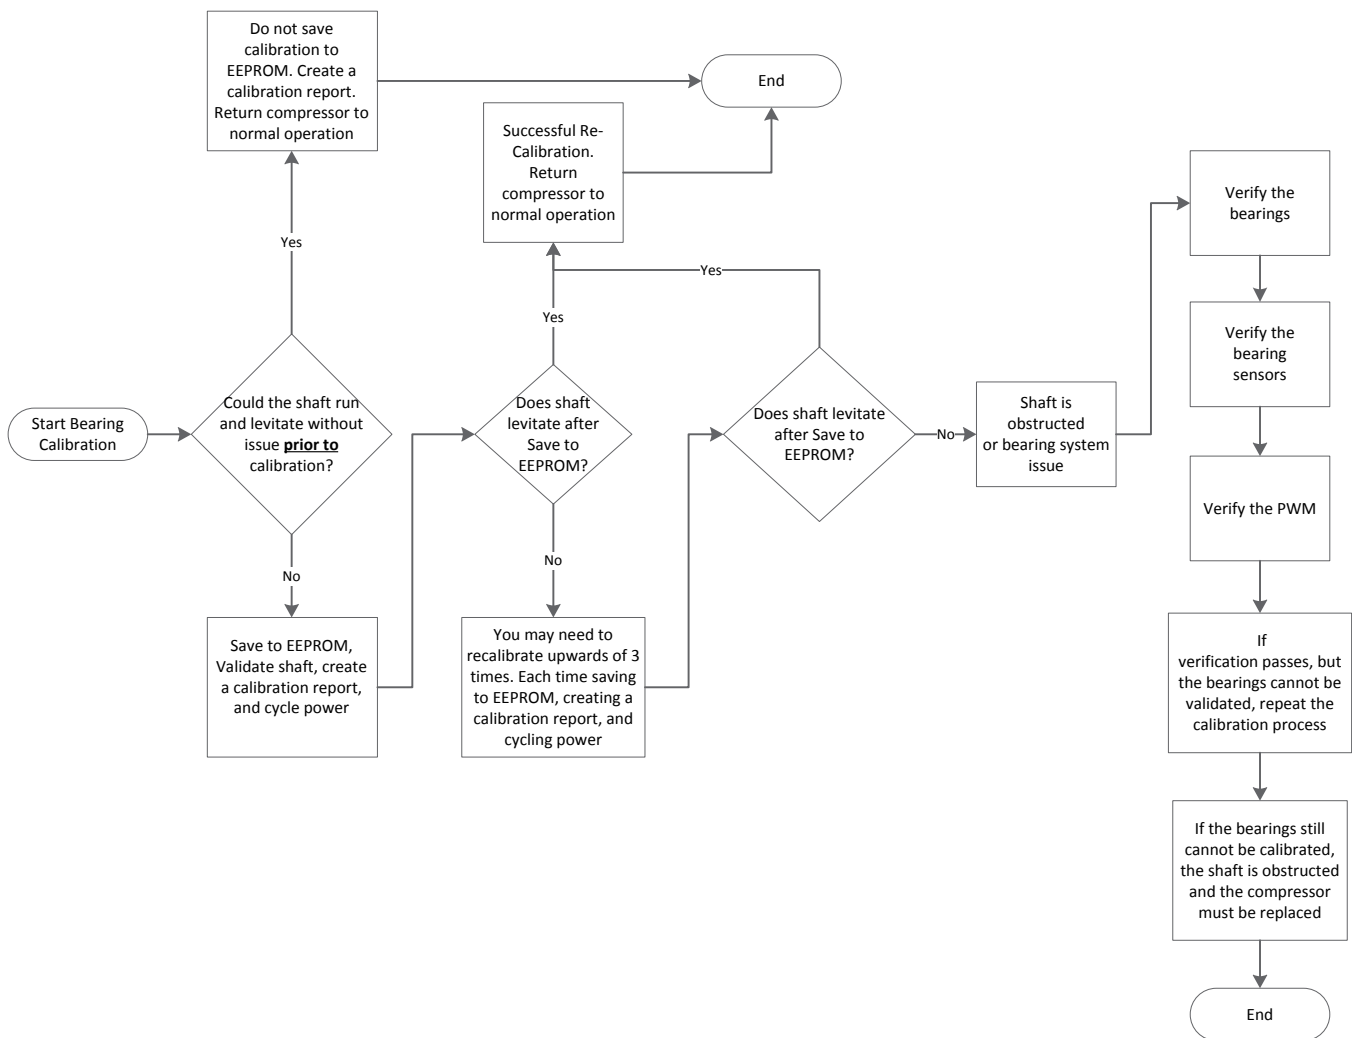 Do not save
calibration to
EEPROM. Create a
calibration report.
Return compressor to
normal operation
End
Successful Re-
Calibration.
Return
compressor to
normal operation
Yes
Yes
Yes
Start Bearing
Calibration
Could the shaft run
and levitate without
issue prior to
calibration?
Does shaft
levitate after
Save to
EEPROM?
Does shaft levitate
after Save to
EEPROM?
No
Shaft is
obstructed
or bearing system
issue
No
No
Save to EEPROM,
Validate shaft, create
a calibration report,
and cycle power
You may need to
recalibrate upwards of 3
times. Each time saving
to EEPROM, creating a
calibration report, and
cycling power
Verify the
bearings
Verify the
bearing
sensors
Verify the PWM
If
verification passes, but
the bearings cannot be
validated, repeat the
calibration process
If the bearings still
cannot be calibrated,
the shaft is obstructed
and the compressor
must be replaced
End